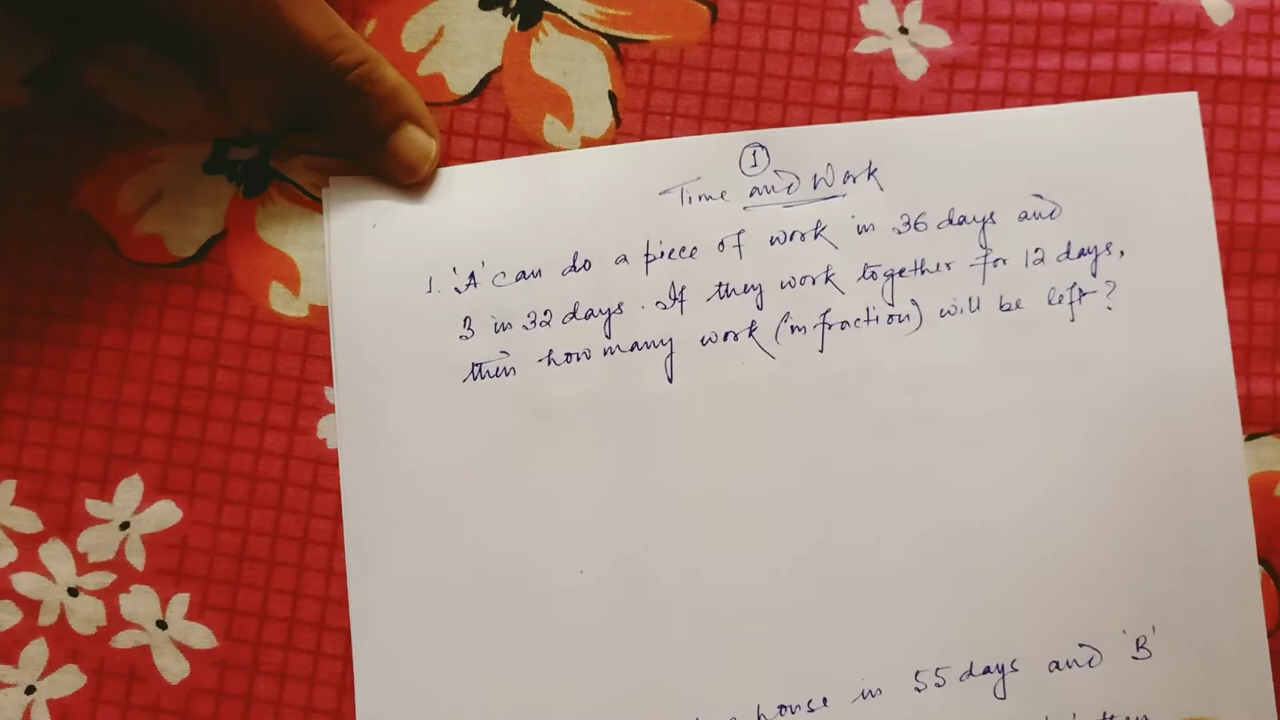 1
Time and Work
1. 'A' can do a piece of work in 36 days and
B in 32 days. If they work together for 12 days,
then how many work (in fraction) will be left?
house in 55 days and 'B'
then